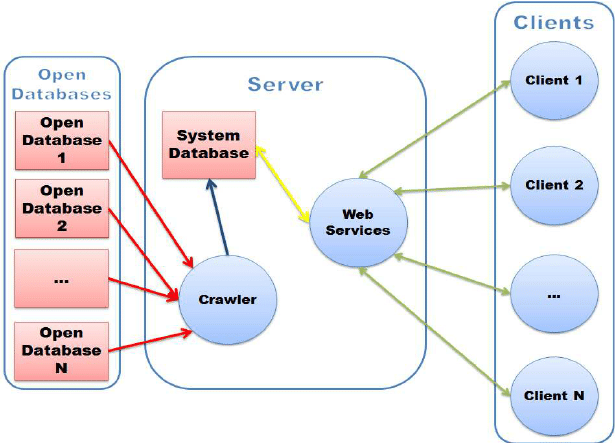 Open
Databases
Open
Database
1
Open
Database
2
...
Open
Database
N
Server
System
Database
Crawler
Web
Services
Clients
Client 1
Client 2
...
Client N